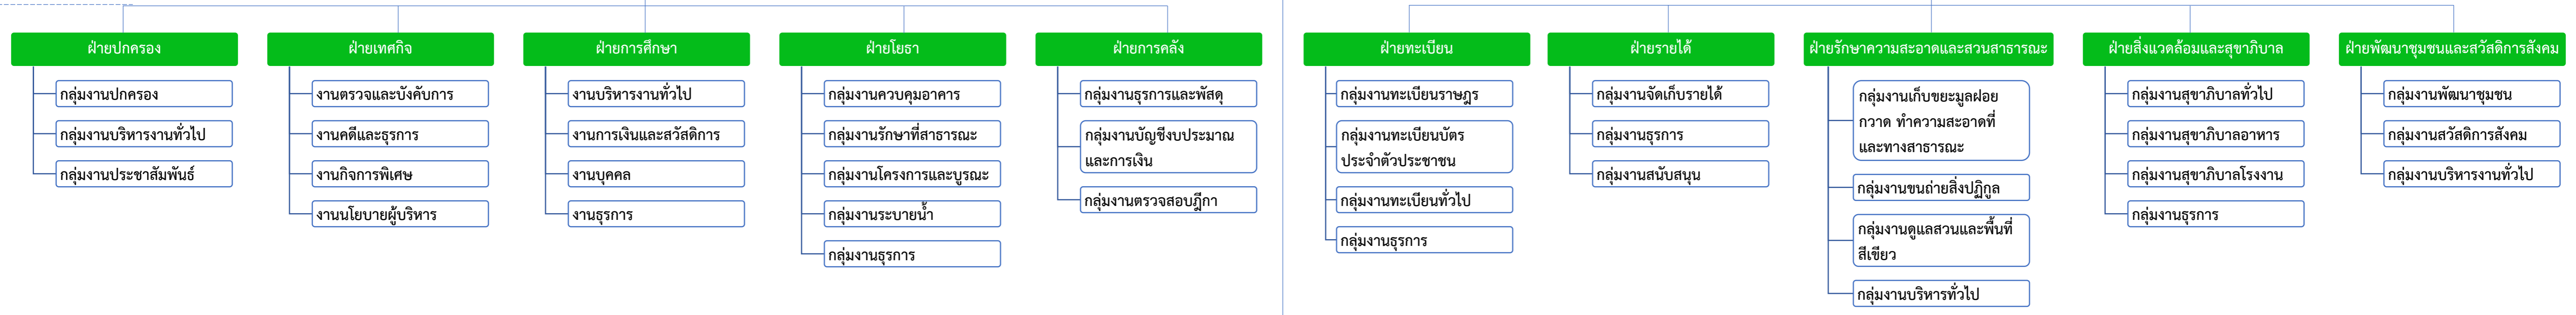 ฝ่ายปกครอง
กลุ่มงานปกครอง
กลุ่มงานบริหารงานทั่วไป
กลุ่มงานประชาสัมพันธ์
ฝ่ายเทศกิจ
งานตรวจและบังคับการ
งานคดีและธุรการ
งานกิจการพิเศษ
งานนโยบายผู้บริหาร
ฝ่ายการศึกษา
งานบริหารงานทั่วไป
งานการเงินและสวัสดิการ
งานบุคคล
งานธุรการ
ฝ่ายโยธา
กลุ่มงานควบคุมอาคาร
กลุ่มงานรักษาที่สาธารณะ
กลุ่มงานโครงการและบูรณะ
กลุ่มงานระบายน้ำ
กลุ่มงานธุรการ
ฝ่ายการคลัง
กลุ่มงานธุรการและพัสดุ
กลุ่มงานบัญชีงบประมาณ
และการเงิน
กลุ่มงานตรวจสอบฎีกา
ฝ่ายทะเบียน
กลุ่มงานทะเบียนราษฎร
กลุ่มงานทะเบียนบัตร
ประจำตัวประชาชน
กลุ่มงานทะเบียนทั่วไป
กลุ่มงานธุรการ
ฝ่ายรายได้
กลุ่มงานจัดเก็บรายได้
กลุ่มงานธุรการ
กลุ่มงานสนับสนุน
ฝ่ายรักษาความสะอาดและสวนสาธารณะ
กลุ่มงานเก็บขยะมูลฝอย
กวาด ทำความสะอาดที่
และทางสาธารณะ
กลุ่มงานขนถ่ายสิ่งปฏิกูล
กลุ่มงานดูแลสวนและพื้นที่
สีเขียว
กลุ่มงานบริหารทั่วไป
ฝ่ายสิ่งแวดล้อมและสุขาภิบาล
กลุ่มงานสุขาภิบาลทั่วไป
กลุ่มงานสุขาภิบาลอาหาร
กลุ่มงานสุขาภิบาลโรงงาน
กลุ่มงานธุรการ
ฝ่ายพัฒนาชุมชนและสวัสดิการสังคม
กลุ่มงานพัฒนาชุมชน
กลุ่มงานสวัสดิการสังคม
กลุ่มงานบริหารงานทั่วไป